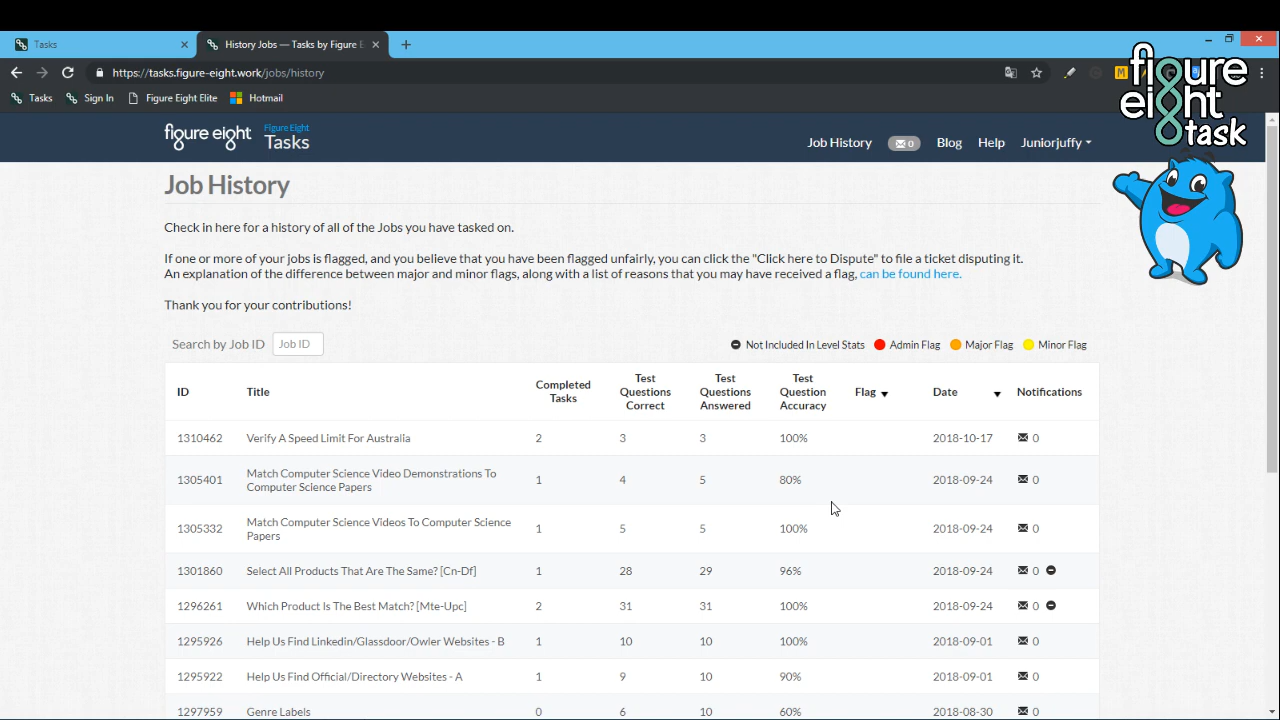 Tasks
History Jobs — Tasks by Figure E
https://tasks.figure-eight.work/jobs/history
Tasks
Sign In
Figure Eight Elite
Hotmail
figure eight task
figure eight
Figure Eight
Tasks
Job History
0
Blog
Help
Juniorjuffy
Job History
Check in here for a history of all of the Jobs you have tasked on.
If one or more of your jobs is flagged, and you believe that you have been flagged unfairly, you can click the "Click here to Dispute" to file a ticket disputing it.
An explanation of the difference between major and minor flags, along with a list of reasons that you may have received a flag, can be found here.
Thank you for your contributions!
Search by Job ID Job ID
Not Included In Level Stats Admin Flag Major Flag Minor Flag
ID Title Completed Tasks Test Questions Correct Test Questions Answered Test Question Accuracy Flag Date Notifications
1310462 Verify A Speed Limit For Australia 2 3 3 100% 2018-10-17 0
1305401 Match Computer Science Video Demonstrations To Computer Science Papers 1 4 5 80% 2018-09-24 0
1305332 Match Computer Science Videos To Computer Science Papers 1 5 5 100% 2018-09-24 0
1301860 Select All Products That Are The Same? [Cn-Df] 1 28 29 96% 2018-09-24 0
1296261 Which Product Is The Best Match? [Mte-Upc] 2 31 31 100% 2018-09-24 0
1295926 Help Us Find Linkedin/Glassdoor/Owler Websites - B 1 10 10 100% 2018-09-01 0
1295922 Help Us Find Official/Directory Websites - A 1 9 10 90% 2018-09-01 0
1297959 Genre Labels 0 6 10 60% 2018-08-30 0